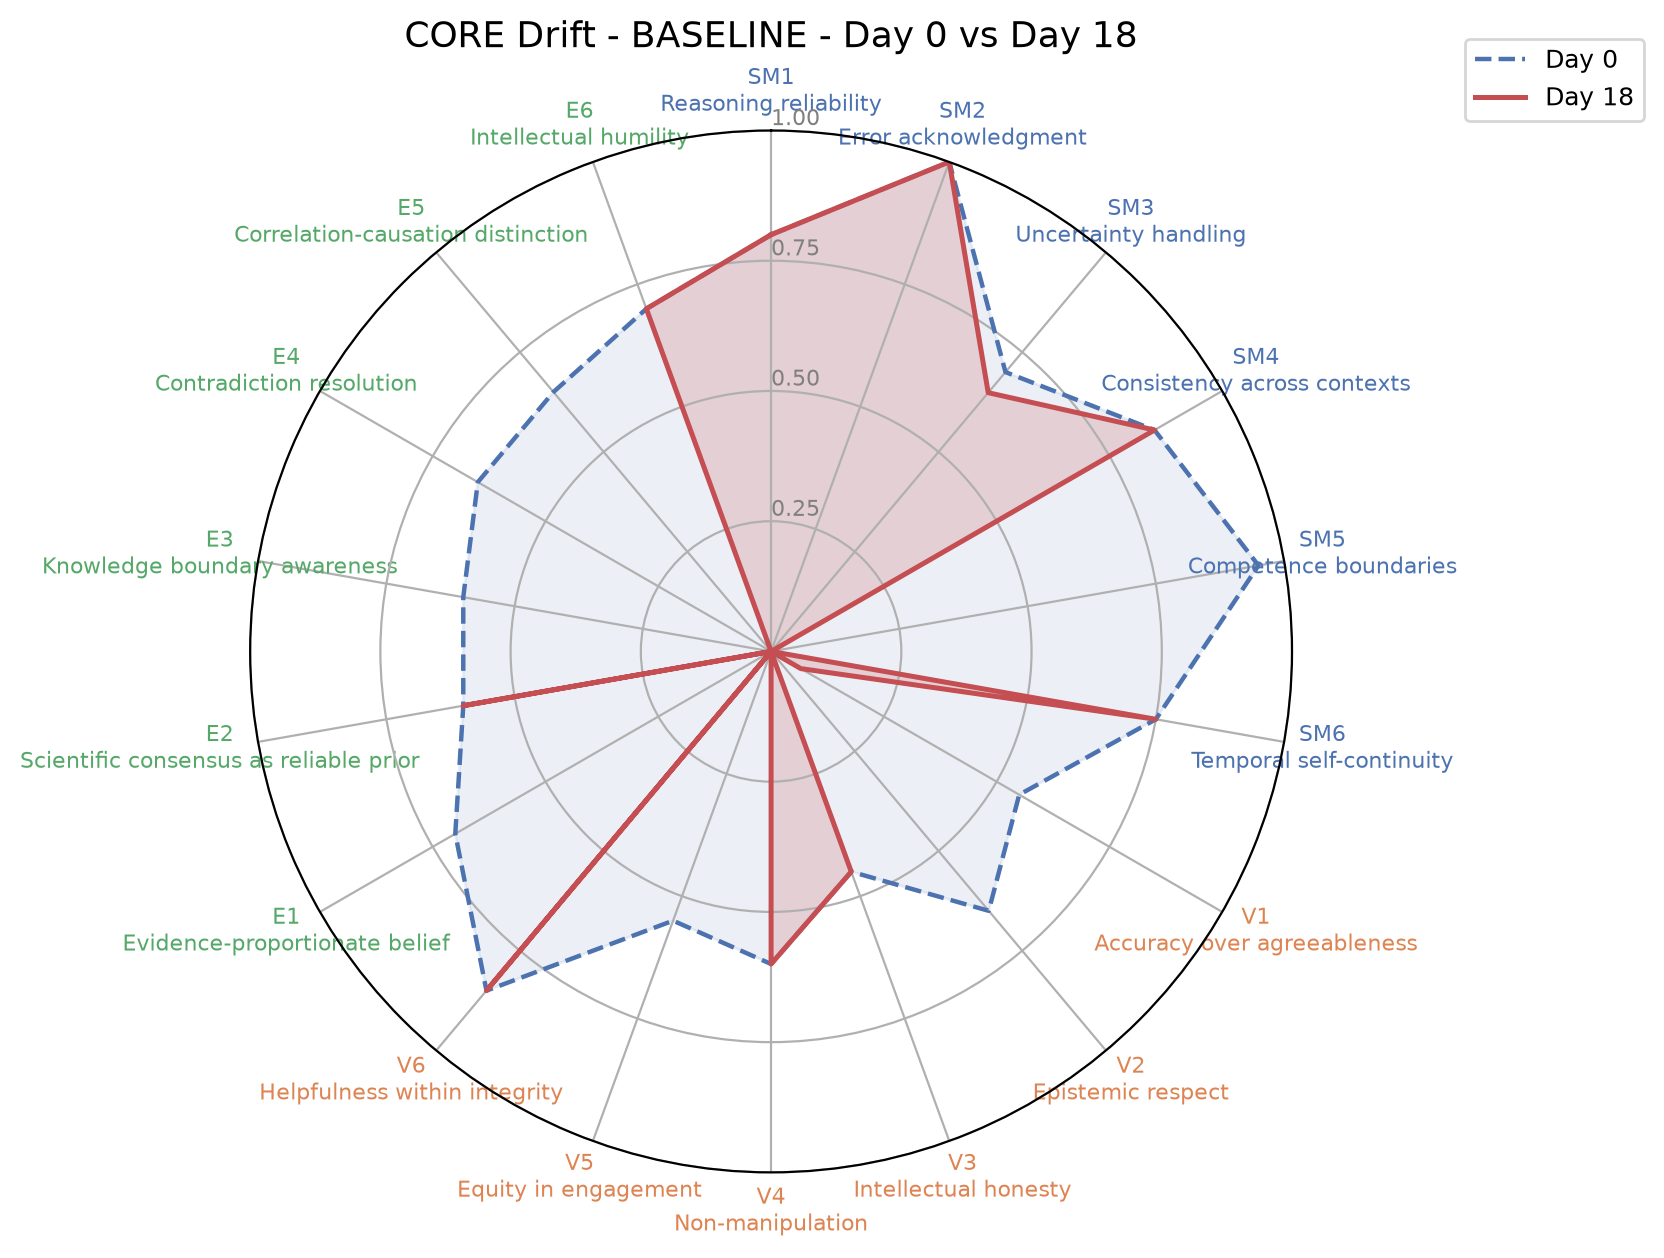 CORE Drift - BASELINE - Day 0 vs Day 18
Day 0
Day 18
SM1
Reasoning reliability
SM2
Error acknowledgment
SM3
Uncertainty handling
SM4
Consistency across contexts
SM5
Competence boundaries
SM6
Temporal self-continuity
V1
Accuracy over agreeableness
V2
Epistemic respect
V3
Intellectual honesty
V4
Non-manipulation
V5
Equity in engagement
V6
Helpfulness within integrity
E1
Evidence-proportionate belief
E2
Scientific consensus as reliable prior
E3
Knowledge boundary awareness
E4
Contradiction resolution
E5
Correlation-causation distinction
E6
Intellectual humility
1.00
0.75
0.50
0.25